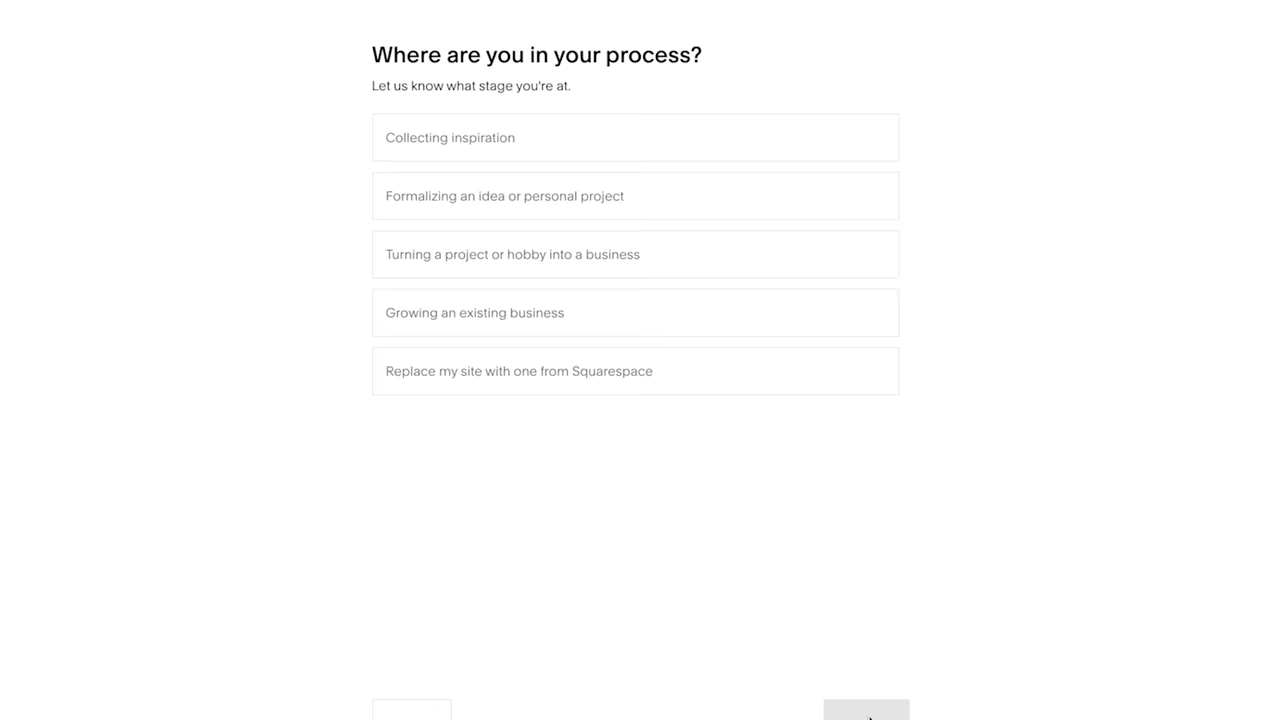 Where are you in your process?
Let us know what stage you're at.
Collecting inspiration
Formalizing an idea or personal project
Turning a project or hobby into a business
Growing an existing business
Replace my site with one from Squarespace